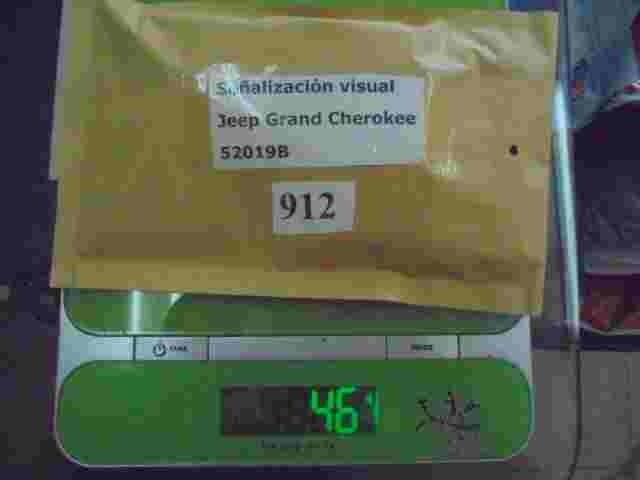 Señalización visual
Jeep Grand Cherokee
52019B
912
461